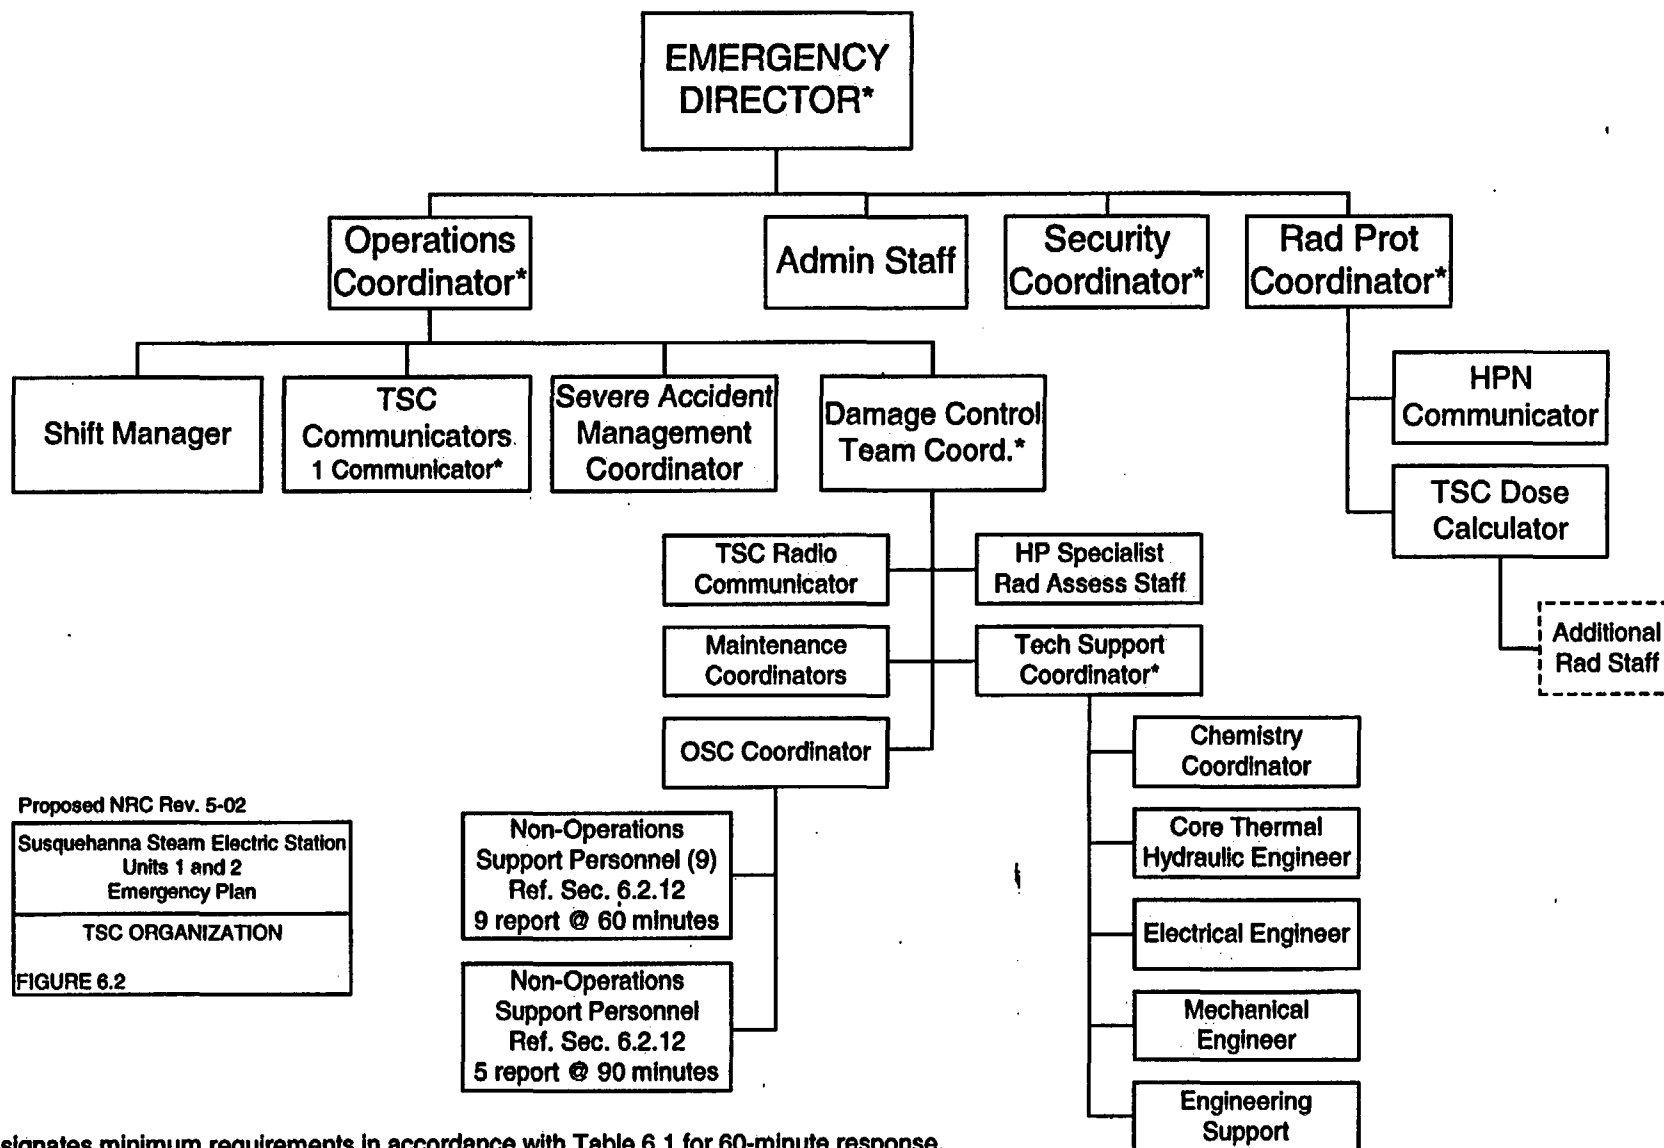 EMERGENCY
DIRECTOR*
Operations
Coordinator*
Admin Staff
Security
Coordinator*
Rad Prot
Coordinator*
Shift Manager
TSC
Communicators
1 Communicator*
Severe Accident
Management
Coordinator
Damage Control
Team Coord.*
HPN
Communicator
TSC Dose
Calculator
Additional
Rad Staff
TSC Radio
Communicator
HP Specialist
Rad Assess Staff
Maintenance
Coordinators
Tech Support
Coordinator*
OSC Coordinator
Chemistry
Coordinator
Core Thermal
Hydraulic Engineer
Electrical Engineer
Mechanical
Engineer
Engineering
Support
Non-Operations
Support Personnel (9)
Ref. Sec. 6.2.12
9 report @ 60 minutes
Non-Operations
Support Personnel
Ref. Sec. 6.2.12
5 report @ 90 minutes
Proposed NRC Rev. 5-02
Susquehanna Steam Electric Station
Units 1 and 2
Emergency Plan
TSC ORGANIZATION
FIGURE 6.2
signates minimum requirements in accordance with Table 6.1 for 60-minute response.